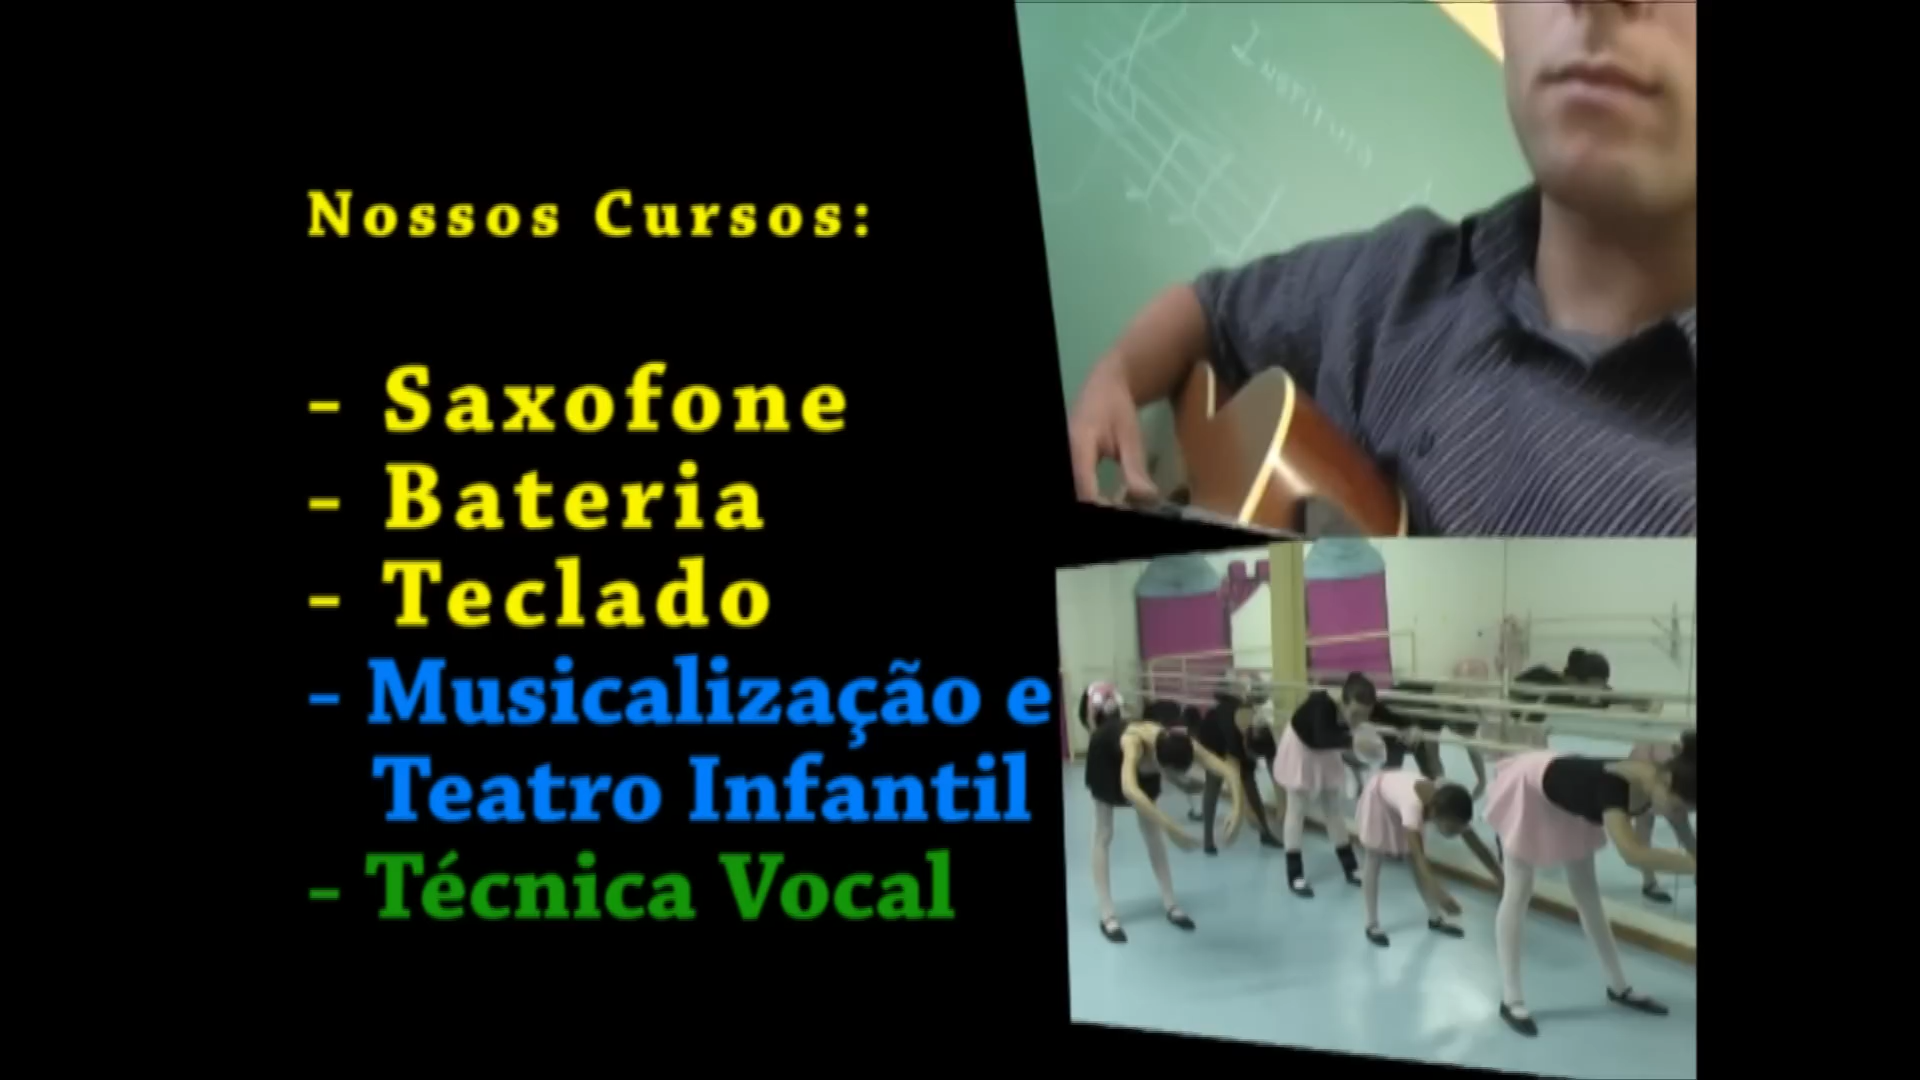 Nossos Cursos:
- Saxofone
- Bateria
- Teclado
- Musicalização e
Teatro Infantil
- Técnica Vocal